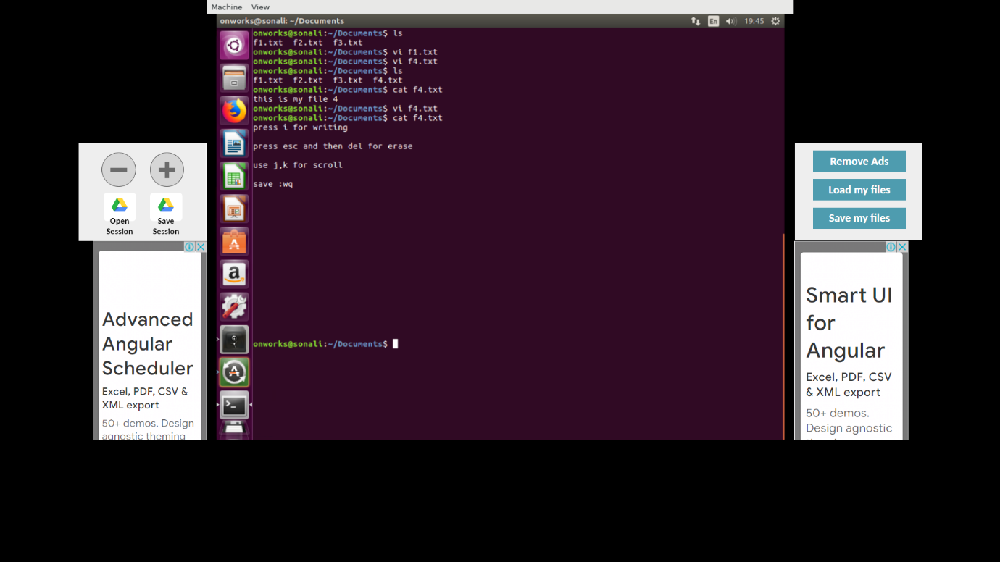 Machine View
onworks@sonali: ~/Documents
En
19:45
onworks@sonali:~/Documents$ ls
f1.txt f2.txt f3.txt
onworks@sonali:~/Documents$ vi f1.txt
onworks@sonali:~/Documents$ vi f4.txt
onworks@sonali:~/Documents$ ls
f1.txt f2.txt f3.txt f4.txt
onworks@sonali:~/Documents$ cat f4.txt
this is my file 4
onworks@sonali:~/Documents$ vi f4.txt
onworks@sonali:~/Documents$ cat f4.txt
press i for writing
press esc and then del for erase
use j,k for scroll
save :wq
onworks@sonali:~/Documents$
Open Session
Save Session
Advanced
Angular
Scheduler
Excel, PDF, CSV &
XML export
50+ demos. Design
agnostic theming
Remove Ads
Load my files
Save my files
Smart UI
for
Angular
Excel, PDF, CSV
& XML export
50+ demos.
Design agnostic